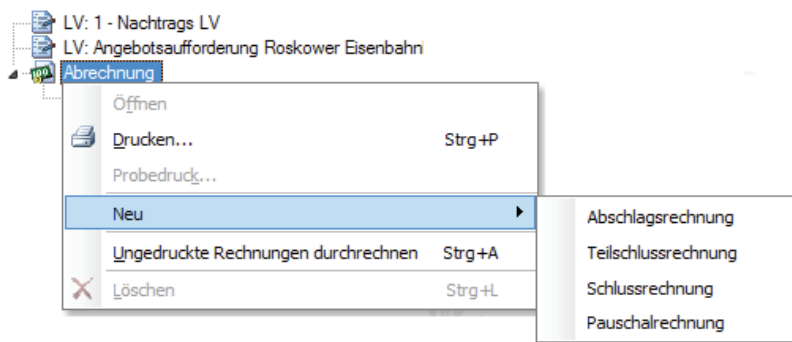 LV: 1 - Nachtrags LV
LV: Angebotsaufforderung Roskower Eisenbahn
Abrechnung
Öffnen
Drucken... Strg+P
Probedruck...
Neu
Ungedruckte Rechnungen durchrechnen Strg+A
Löschen Strg+L
Abschlagsrechnung
Teilschlussrechnung
Schlussrechnung
Pauschalrechnung